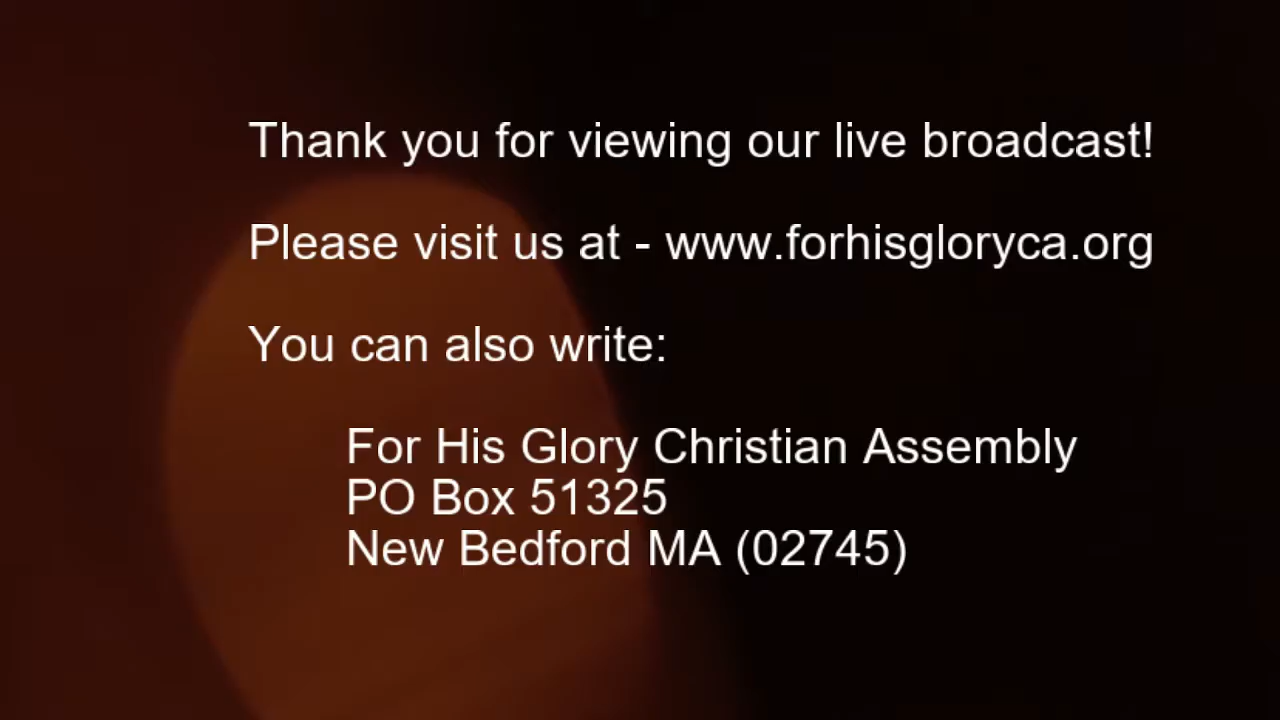 Thank you for viewing our live broadcast!
Please visit us at - www.forhisgloryca.org
You can also write:
For His Glory Christian Assembly
PO Box 51325
New Bedford MA (02745)